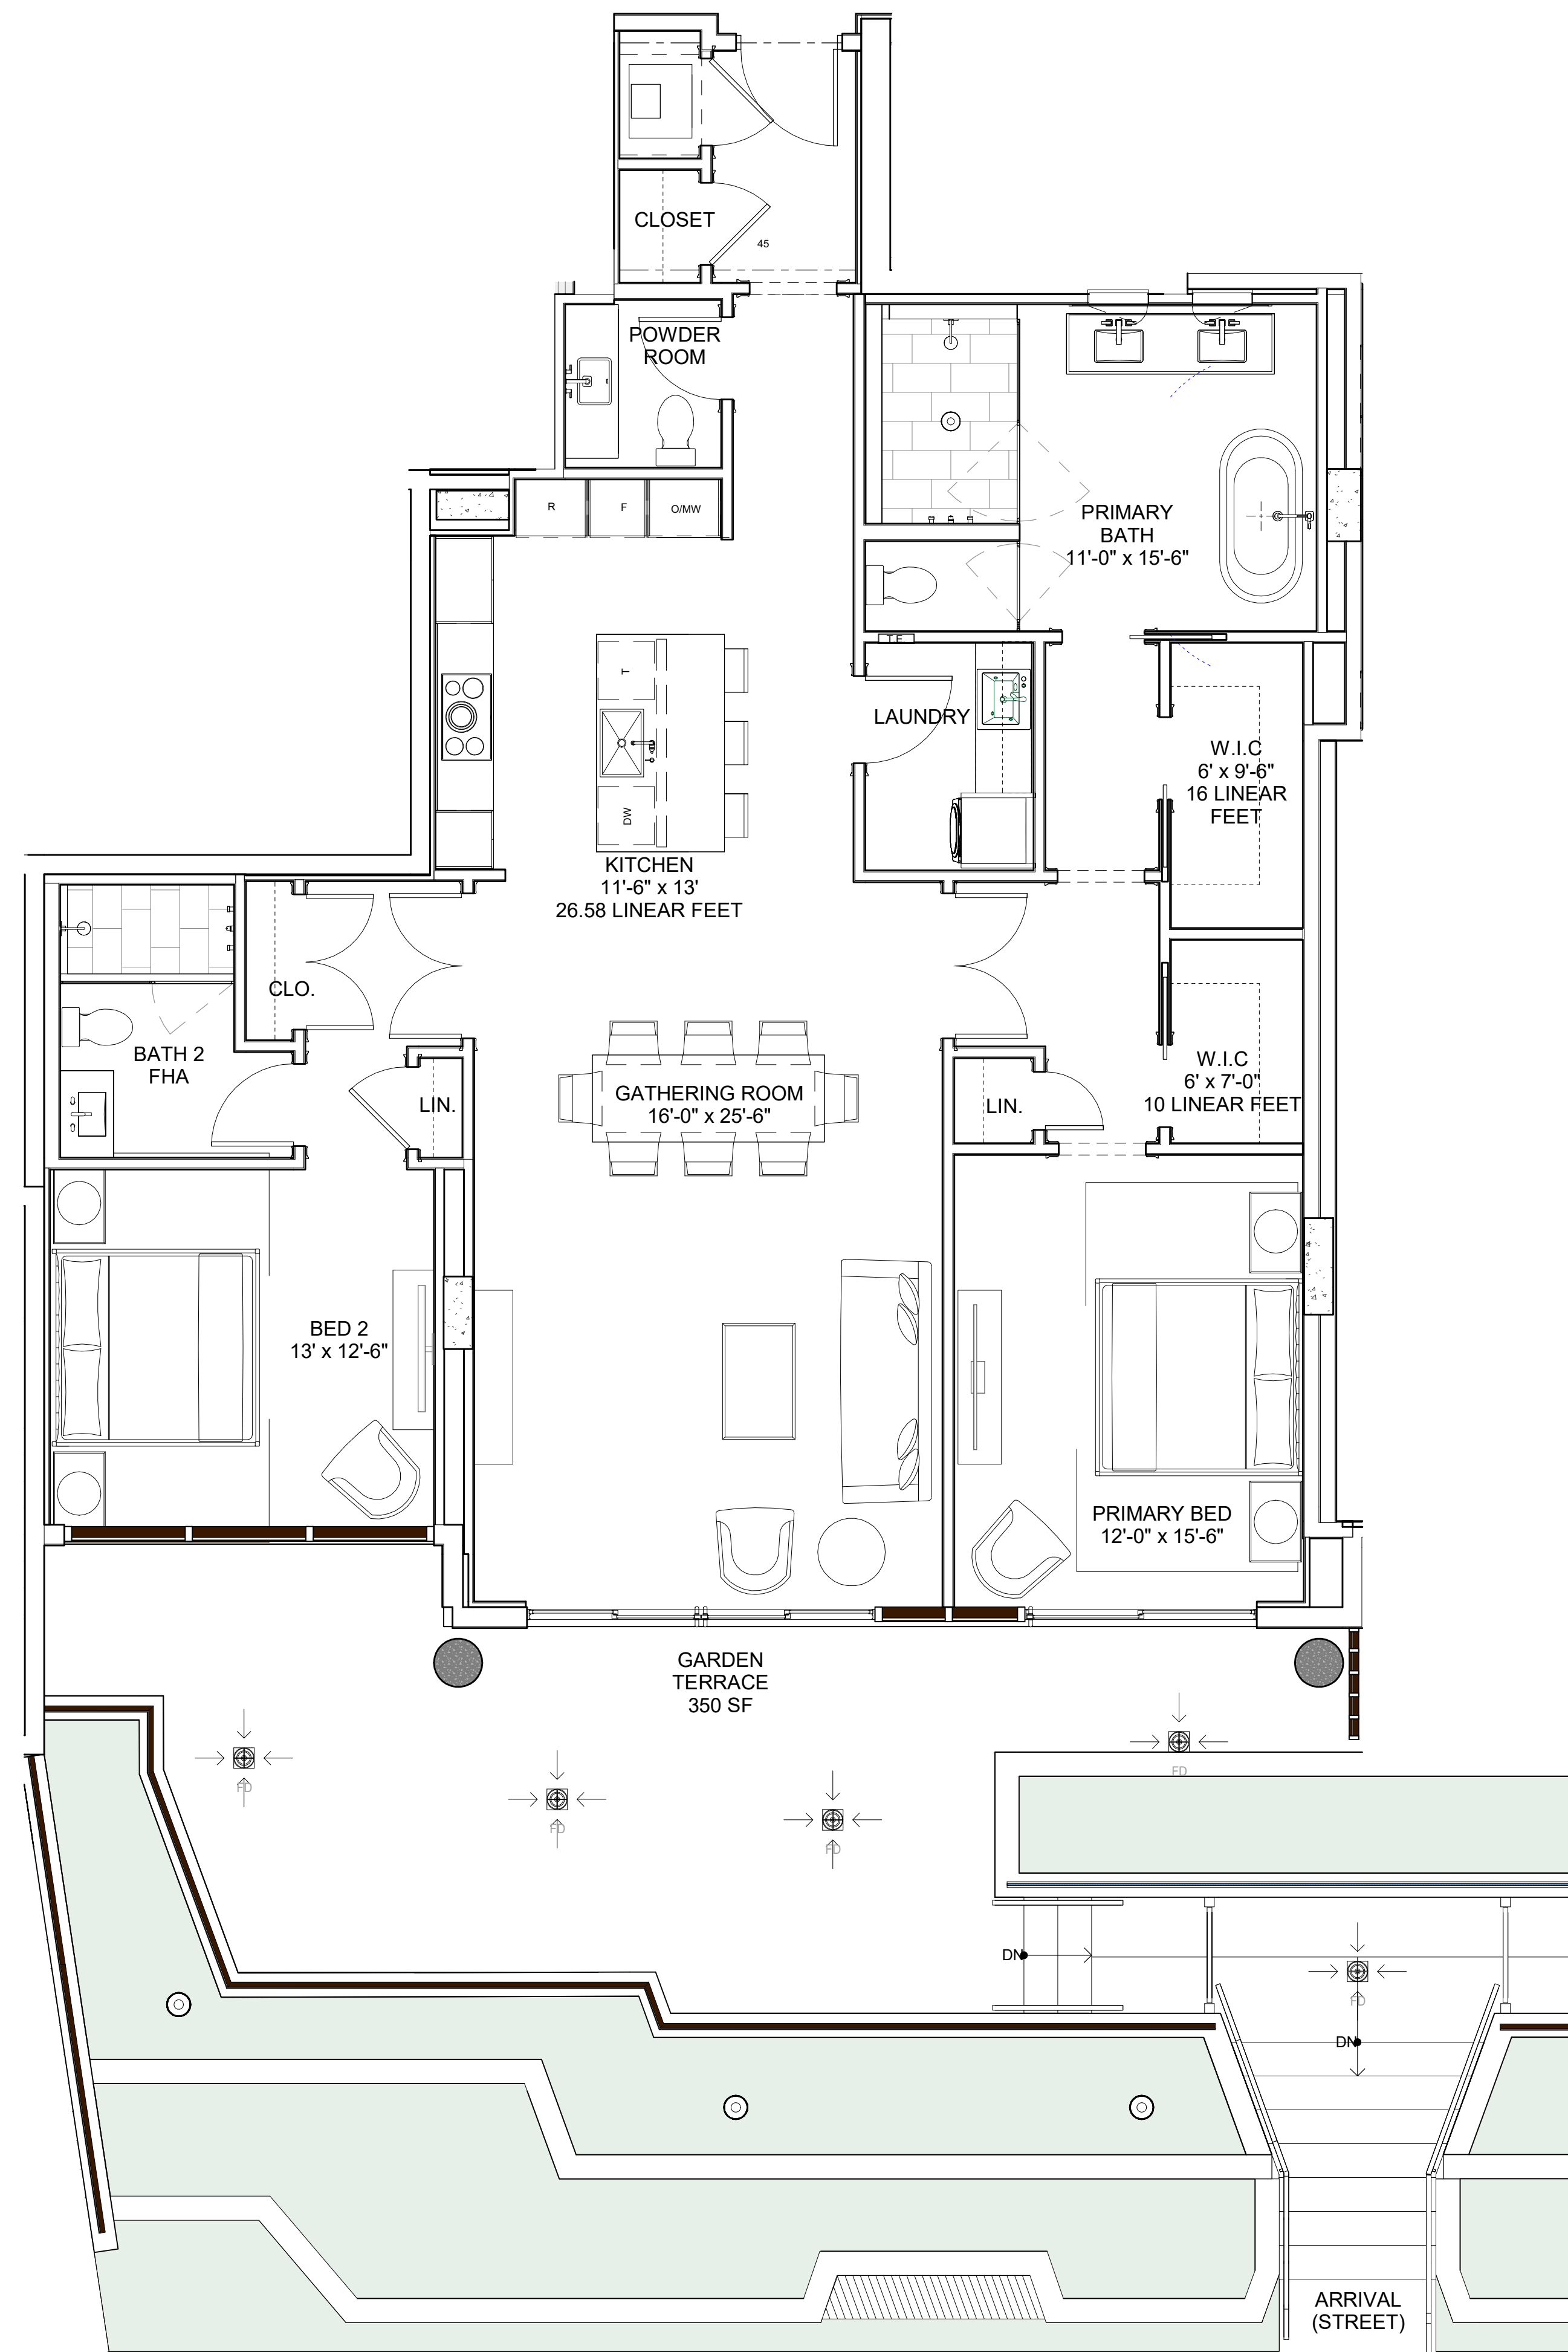 CLOSET
45
POWDER
ROOM
R
F
O/MW
PRIMARY
BATH
11'-0" x 15'-6"
T
TF
LAUNDRY
W.I.C
6' x 9'-6"
16 LINEAR
FEET
DW
KITCHEN
11'-6" x 13'
26.58 LINEAR FEET
CLO.
BATH 2
FHA
LIN.
GATHERING ROOM
16'-0" x 25'-6"
LIN.
W.I.C
6' x 7'-0"
10 LINEAR FEET
BED 2
13' x 12'-6"
PRIMARY BED
12'-0" x 15'-6"
GARDEN
TERRACE
350 SF
FD
FD
FD
FD
DN
FD
DN
ARRIVAL
(STREET)